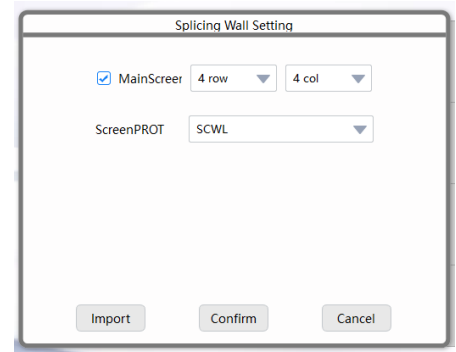 Splicing Wall Setting
MainScreer 4 row 4 col
ScreenPROT SCWL
Import Confirm Cancel